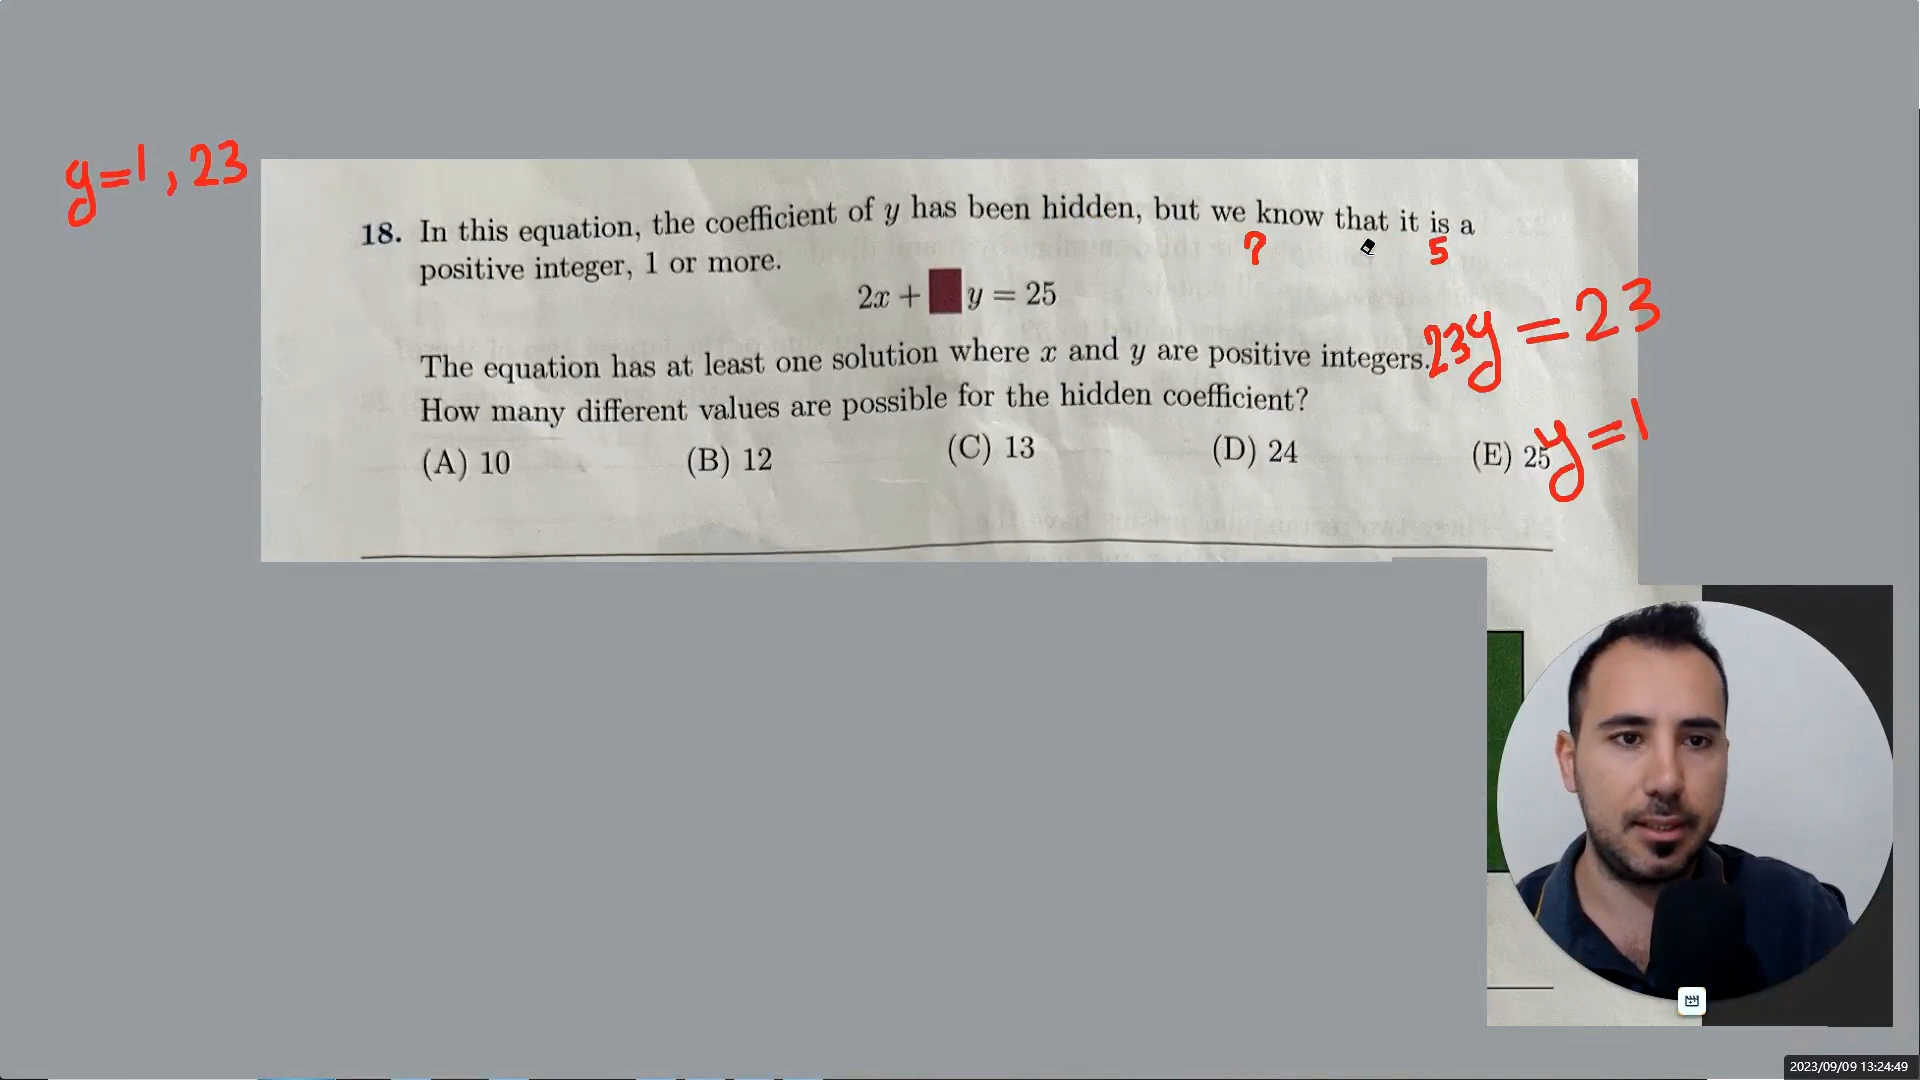 y=1, 23
18. In this equation, the coefficient of y has been hidden, but we know that it is a
positive integer, 1 or more.
? 5
2x + y = 25
23y = 23
The equation has at least one solution where x and y are positive integers.
How many different values are possible for the hidden coefficient?
y=1
(A) 10 (B) 12 (C) 13 (D) 24 (E) 25
2023/09/09 13:24:49